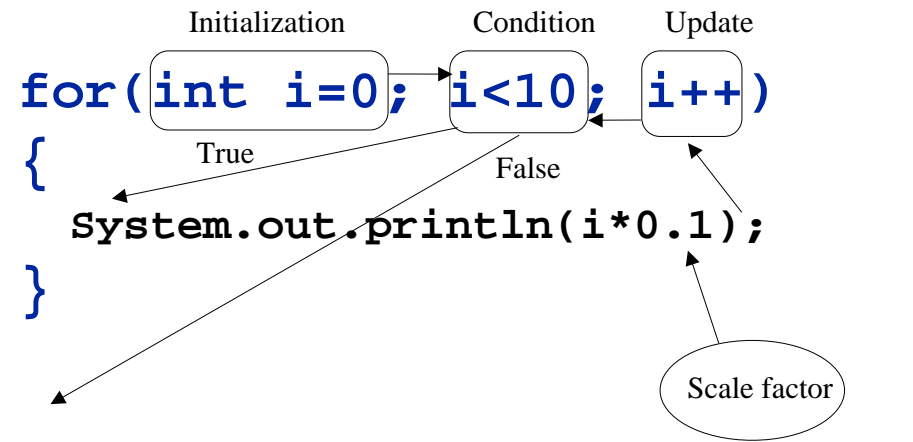 Initialization Condition Update
for(int i=0; i<10; i++)
{
True
False
System.out.println(i*0.1);
}
Scale factor